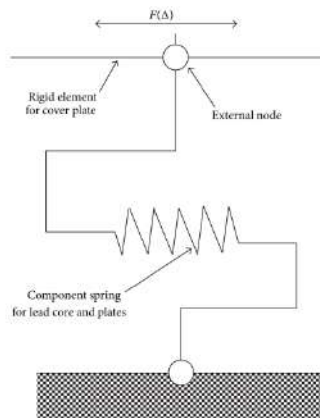 F(Δ)
Rigid element
for cover plate
External node
Component spring
for lead core and plates